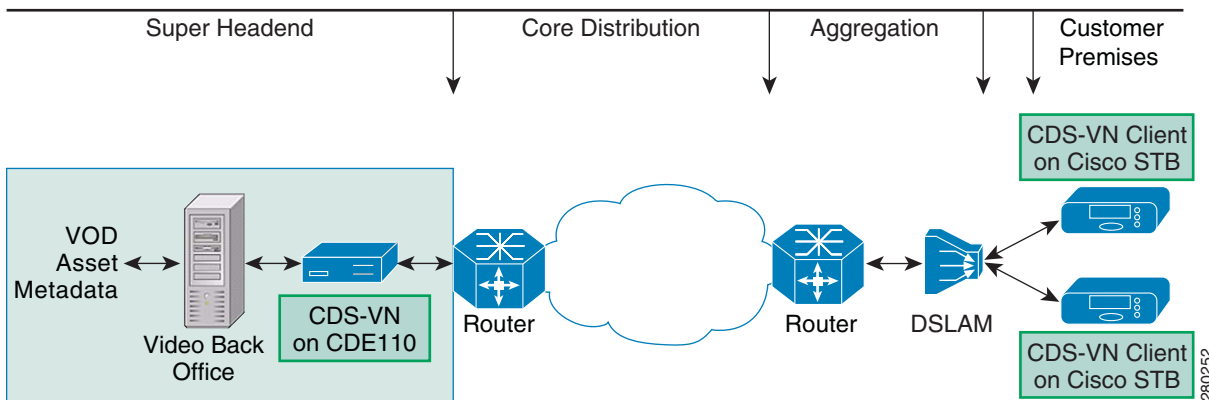 Super Headend
Core Distribution
Aggregation
Customer
Premises
CDS-VN Client
on Cisco STB
VOD
Asset
Metadata
Video Back
Office
CDS-VN
on CDE110
Router
Router
DSLAM
CDS-VN Client
on Cisco STB
280252